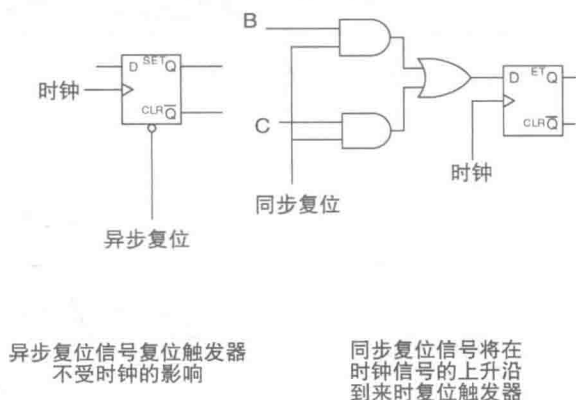 B
D SET Q
时钟
CLR Q̅
C
D ET Q
CLR Q̅
时钟
同步复位
异步复位
异步复位信号复位触发器
不受时钟的影响
同步复位信号将在
时钟信号的上升沿
到来时复位触发器